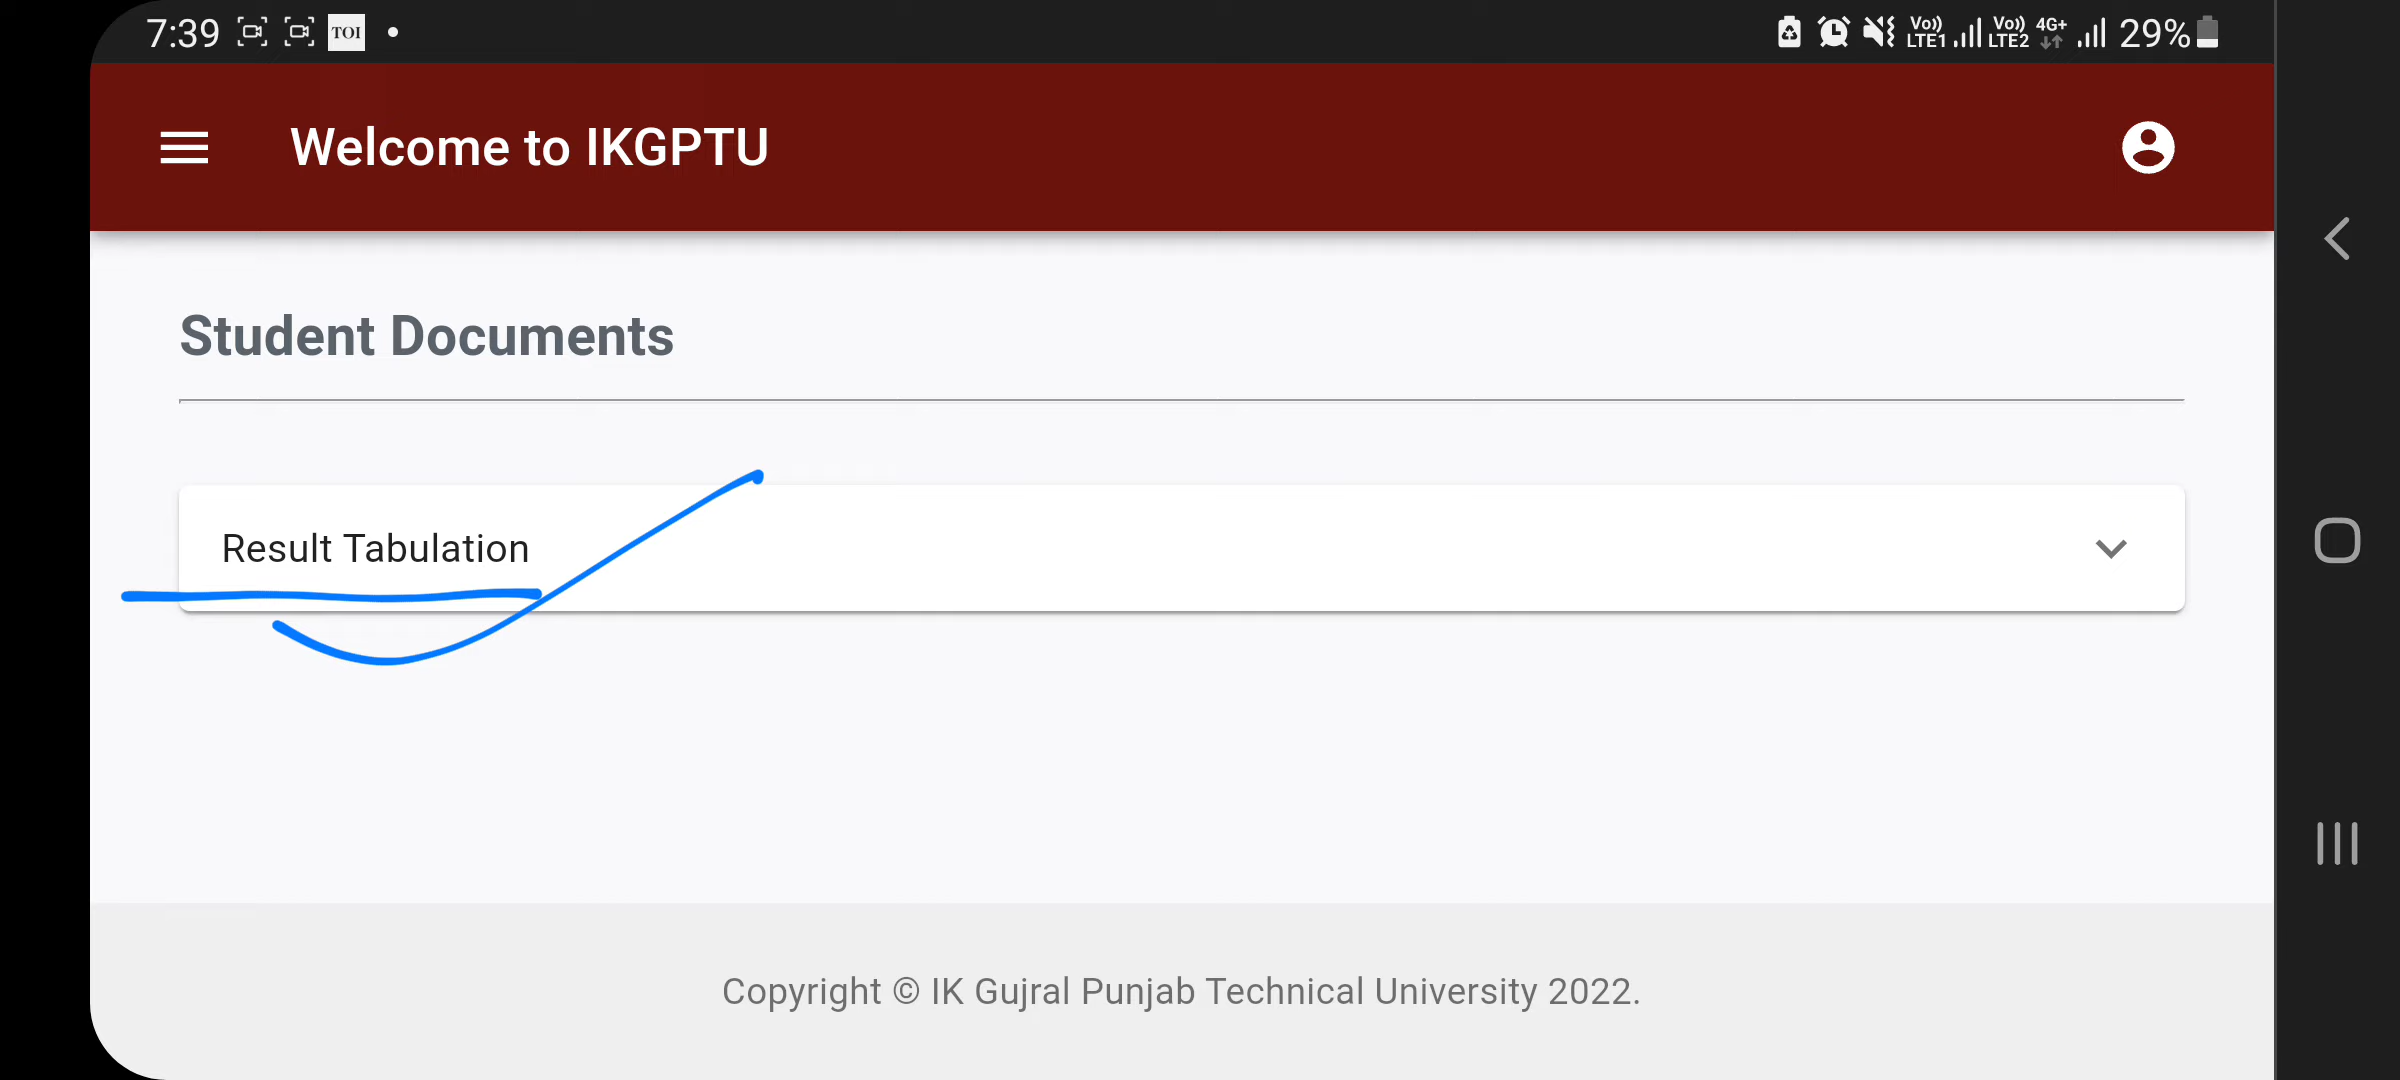 7:39 TOI Vo)) LTE1 Vo)) LTE2 4G+ 29%
Welcome to IKGPTU
Student Documents
Result Tabulation
Copyright © IK Gujral Punjab Technical University 2022.